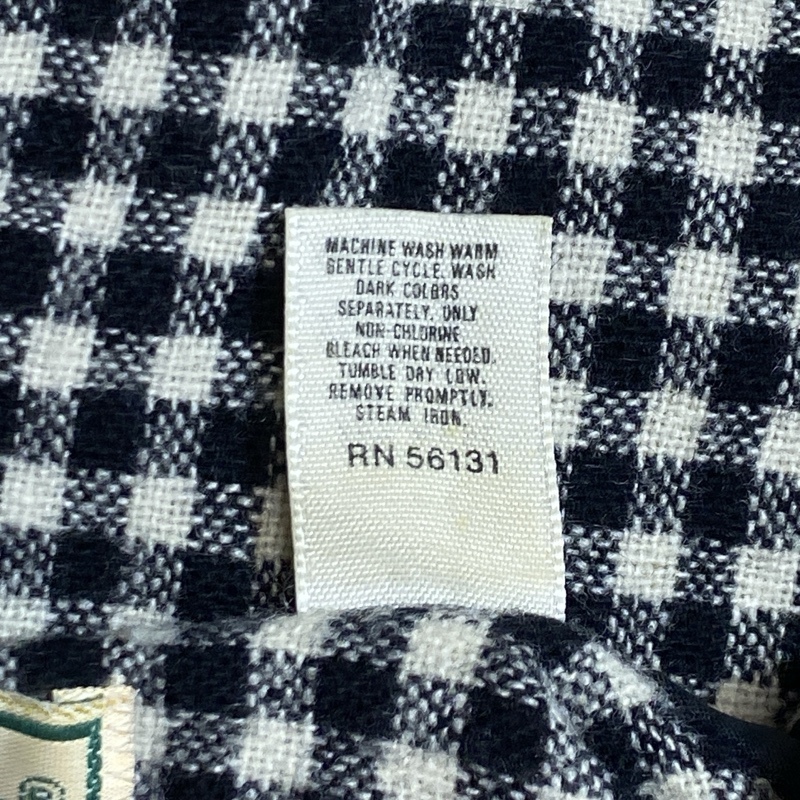 MACHINE WASH WARM
GENTLE CYCLE. WASH
DARK COLORS
SEPARATELY. ONLY
NON-CHLORINE
BLEACH WHEN NEEDED.
TUMBLE DRY LOW.
REMOVE PROMPTLY.
STEAM IRON.
RN 56131
®